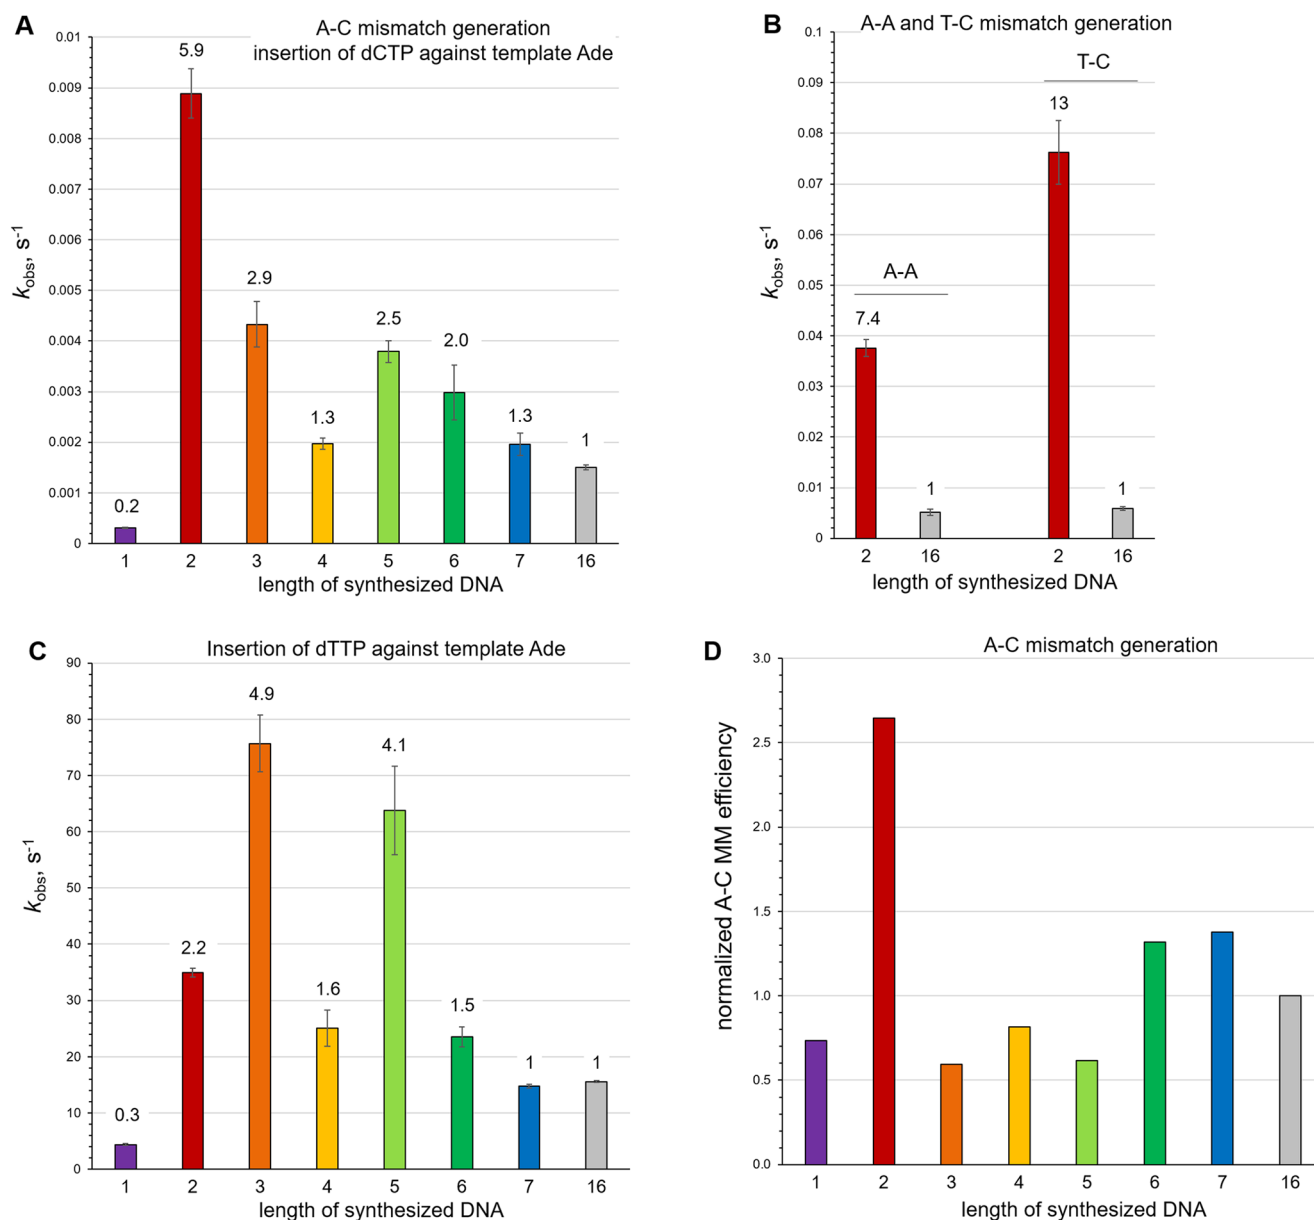 A
A-C mismatch generation
insertion of dCTP against template Ade
0.01
0.009
0.008
0.007
0.006
0.005
0.004
0.003
0.002
0.001
0
kobs, s-1
0.2
5.9
2.9
1.3
2.5
2.0
1.3
1
1 2 3 4 5 6 7 16
length of synthesized DNA
B
A-A and T-C mismatch generation
0.1
0.09
0.08
0.07
0.06
0.05
0.04
0.03
0.02
0.01
0
kobs, s-1
A-A
7.4
1
T-C
13
1
2 16 2 16
length of synthesized DNA
C
Insertion of dTTP against template Ade
90
80
70
60
50
40
30
20
10
0
kobs, s-1
0.3
2.2
4.9
1.6
4.1
1.5
1
1
1 2 3 4 5 6 7 16
length of synthesized DNA
D
A-C mismatch generation
3.0
2.5
2.0
1.5
1.0
0.5
0.0
normalized A-C MM efficiency
1 2 3 4 5 6 7 16
length of synthesized DNA